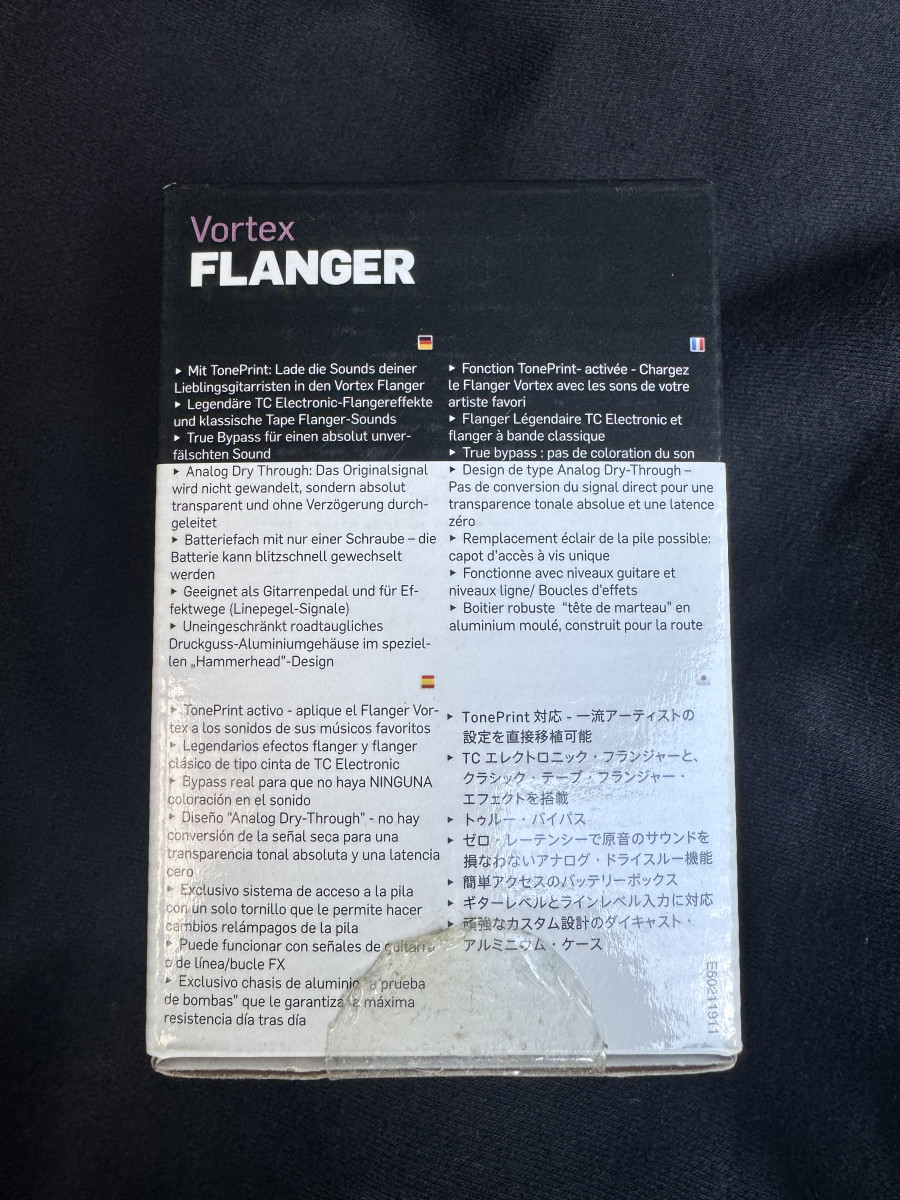 Vortex
FLANGER
▸ Mit TonePrint: Lade die Sounds deiner
Lieblingsgitarristen in den Vortex Flanger
▸ Legendäre TC Electronic-Flangereffekte
und klassische Tape Flanger-Sounds
▸ True Bypass für einen absolut unver-
fälschten Sound
▸ Analog Dry Through: Das Originalsignal
wird nicht gewandelt, sondern absolut
transparent und ohne Verzögerung durch-
geleitet
▸ Batteriefach mit nur einer Schraube – die
Batterie kann blitzschnell gewechselt
werden
▸ Geeignet als Gitarrenpedal und für Ef-
fektwege (Linepegel-Signale)
▸ Uneingeschränkt roadtaugliches
Druckguss-Aluminiumgehäuse im speziel-
len „Hammerhead"-Design
▸ Fonction TonePrint- activée - Chargez
le Flanger Vortex avec les sons de votre
artiste favori
▸ Flanger Légendaire TC Electronic et
flanger à bande classique
▸ True bypass : pas de coloration du son
▸ Design de type Analog Dry-Through –
Pas de conversion du signal direct pour une
transparence tonale absolue et une latence
zéro
▸ Remplacement éclair de la pile possible:
capot d'accès à vis unique
▸ Fonctionne avec niveaux guitare et
niveaux ligne/ Boucles d'effets
▸ Boitier robuste "tête de marteau" en
aluminium moulé, construit pour la route
▸ TonePrint activo - aplique el Flanger Vor-
tex a los sonidos de sus músicos favoritos
▸ Legendarios efectos flanger y flanger
clásico de tipo cinta de TC Electronic
▸ Bypass real para que no haya NINGUNA
coloración en el sonido
▸ Diseño "Analog Dry-Through" - no hay
conversión de la señal seca para una
transparencia tonal absoluta y una latencia
cero
▸ Exclusivo sistema de acceso a la pila
con un solo tornillo que le permite hacer
cambios relámpagos de la pila
▸ Puede funcionar con señales de guitarra
o de línea/bucle FX
▸ Exclusivo chasis de aluminio "a prueba
de bombas" que le garantiza la máxima
resistencia día tras día
▸ TonePrint 対応 - 一流アーティストの
設定を直接移植可能
▸ TC エレクトロニック・フランジャーと、
クラシック・テープ・フランジャー・
エフェクトを搭載
▸ トゥルー・バイパス
▸ ゼロ・レーテンシーで原音のサウンドを
損なわないアナログ・ドライスルー機能
▸ 簡単アクセスのバッテリーボックス
▸ ギターレベルとラインレベル入力に対応
▸ 頑強なカスタム設計のダイキャスト・
アルミニウム・ケース
E60211911